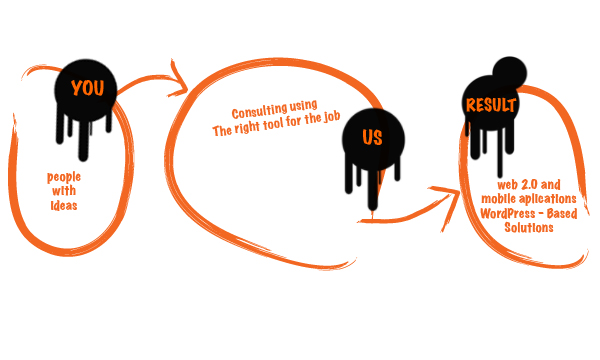 YOU
people
with
Ideas
Consulting using
The right tool for the job
US
RESULT
web 2.0 and
mobile aplications
WordPress - Based
Solutions